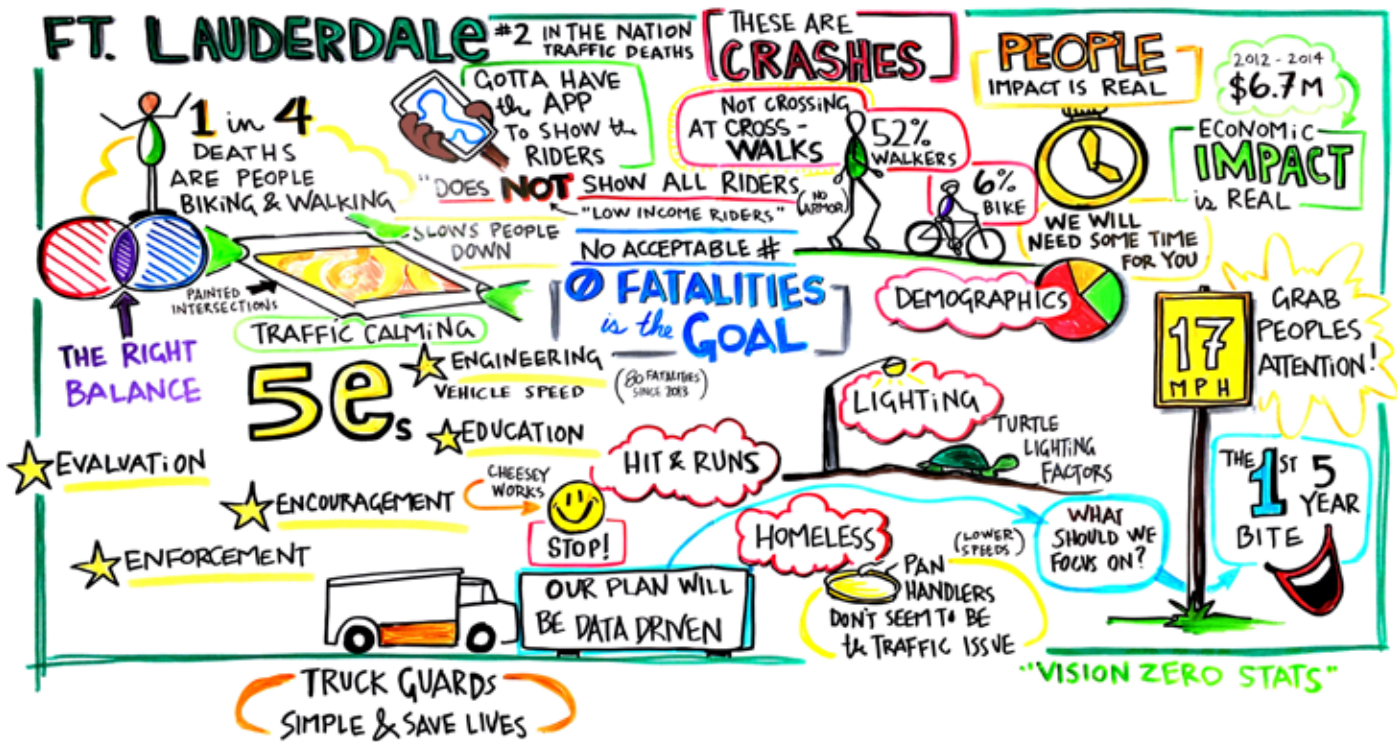 FT. LAUDERDALE
#2 IN THE NATION
TRAFFIC DEATHS
THESE ARE
CRASHES
PEOPLE
IMPACT IS REAL
2012 - 2014
$6.7M
ECONOMIC
IMPACT
is REAL
1 in 4
DEATHS
ARE PEOPLE
BIKING & WALKING
GOTTA HAVE
the APP
TO SHOW the
RIDERS
"DOES NOT SHOW ALL RIDERS
"LOW INCOME RIDERS"
NOT CROSSING
AT CROSS-
WALKS
52%
WALKERS
(NO
ARMOR)
6%
BIKE
WE WILL
NEED SOME TIME
FOR YOU
SLOWS PEOPLE
DOWN
PAINTED
INTERSECTIONS
TRAFFIC CALMING
THE RIGHT
BALANCE
NO ACCEPTABLE #
0 FATALITIES
is the GOAL
DEMOGRAPHICS
17
MPH
GRAB
PEOPLES
ATTENTION!
5es
ENGINEERING
VEHICLE SPEED
(80 FATALITIES
SINCE 2013)
EDUCATION
EVALUATION
ENCOURAGEMENT
ENFORCEMENT
CHEESEY
WORKS
STOP!
HIT & RUNS
LIGHTING
TURTLE
LIGHTING
FACTORS
HOMELESS
(LOWER
SPEEDS)
PAN
HANDLERS
DON'T SEEM TO BE
the TRAFFIC ISSUE
WHAT
SHOULD WE
FOCUS ON?
THE 1ST 5
YEAR
BITE
OUR PLAN WILL
BE DATA DRIVEN
TRUCK GUARDS
SIMPLE & SAVE LIVES
"VISION ZERO STATS"